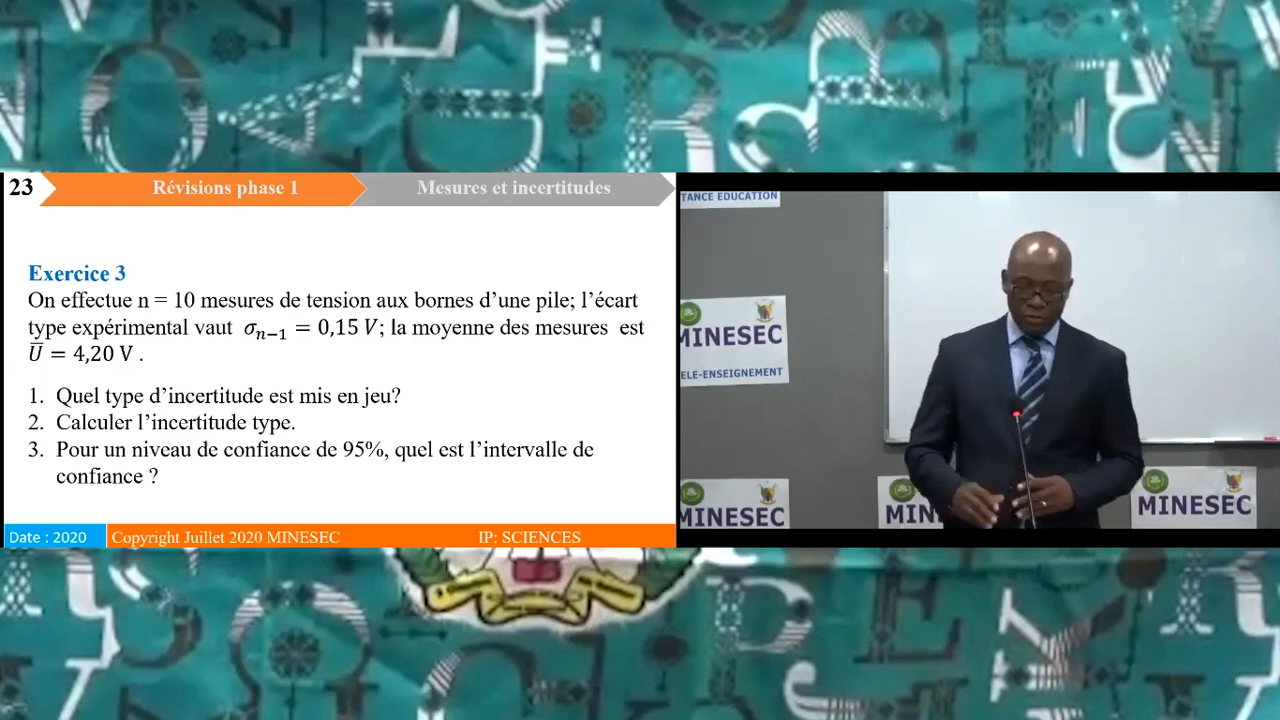 23
Révisions phase 1
Mesures et incertitudes
Exercice 3
On effectue n = 10 mesures de tension aux bornes d’une pile; l’écart
type expérimental vaut σₙ₋₁ = 0,15 V; la moyenne des mesures est
U̅ = 4,20 V .
1. Quel type d’incertitude est mis en jeu?
2. Calculer l’incertitude type.
3. Pour un niveau de confiance de 95%, quel est l’intervalle de
confiance ?
Date : 2020
Copyright Juillet 2020 MINESEC
IP: SCIENCES
TANCE EDUCATION
MINESEC
ELE-ENSEIGNEMENT
MINESEC
MIN
MINESEC